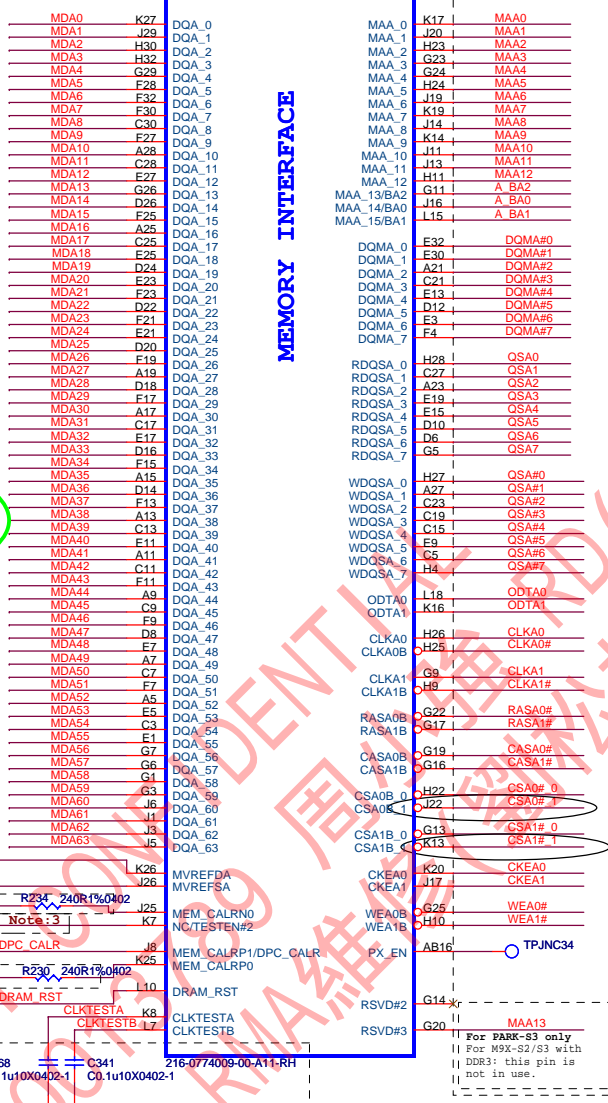 MDA0 K27 DQA_0 MAA_0 K17 MAA0
MDA1 J29 DQA_1 MAA_1 J20 MAA1
MDA2 H30 DQA_2 MAA_2 H23 MAA2
MDA3 H32 DQA_3 MAA_3 G23 MAA3
MDA4 G29 DQA_4 MAA_4 G24 MAA4
MDA5 F28 DQA_5 MAA_5 H24 MAA5
MDA6 F32 DQA_6 MAA_6 J19 MAA6
MDA7 F30 DQA_7 MAA_7 K19 MAA7
MDA8 C30 DQA_8 MAA_8 J14 MAA8
MDA9 F27 DQA_9 MAA_9 K14 MAA9
MDA10 A28 DQA_10 MAA_10 J11 MAA10
MDA11 C28 DQA_11 MAA_11 J13 MAA11
MDA12 E27 DQA_12 MAA_12 H11 MAA12
MDA13 G26 DQA_13 MAA_13/BA2 G11 A_BA2
MDA14 D26 DQA_14 MAA_14/BA0 J16 A_BA0
MDA15 F25 DQA_15 MAA_15/BA1 L15 A_BA1
MDA16 A25 DQA_16
MDA17 C25 DQA_17 DQMA_0 E32 DQMA#0
MDA18 E25 DQA_18 DQMA_1 E30 DQMA#1
MDA19 D24 DQA_19 DQMA_2 A21 DQMA#2
MDA20 E23 DQA_20 DQMA_3 C21 DQMA#3
MDA21 F23 DQA_21 DQMA_4 E13 DQMA#4
MDA22 D22 DQA_22 DQMA_5 D12 DQMA#5
MDA23 F21 DQA_23 DQMA_6 E3 DQMA#6
MDA24 E21 DQA_24 DQMA_7 F4 DQMA#7
MDA25 D20 DQA_25
MDA26 F19 DQA_26 RDQSA_0 H28 QSA0
MDA27 A19 DQA_27 RDQSA_1 C27 QSA1
MDA28 D18 DQA_28 RDQSA_2 A23 QSA2
MDA29 F17 DQA_29 RDQSA_3 E19 QSA3
MDA30 A17 DQA_30 RDQSA_4 E15 QSA4
MDA31 C17 DQA_31 RDQSA_5 D10 QSA5
MDA32 E17 DQA_32 RDQSA_6 D6 QSA6
MDA33 D16 DQA_33 RDQSA_7 G5 QSA7
MDA34 F15 DQA_34
MDA35 A15 DQA_35 WDQSA_0 H27 QSA#0
MDA36 D14 DQA_36 WDQSA_1 A27 QSA#1
MDA37 F13 DQA_37 WDQSA_2 C23 QSA#2
MDA38 A13 DQA_38 WDQSA_3 C19 QSA#3
MDA39 C13 DQA_39 WDQSA_4 C15 QSA#4
MDA40 E11 DQA_40 WDQSA_5 E9 QSA#5
MDA41 A11 DQA_41 WDQSA_6 C5 QSA#6
MDA42 C11 DQA_42 WDQSA_7 H4 QSA#7
MDA43 F11 DQA_43
MDA44 A9 DQA_44 ODTA0 L18 ODTA0
MDA45 C9 DQA_45 ODTA1 K16 ODTA1
MDA46 F9 DQA_46
MDA47 D8 DQA_47 CLKA0 H26 CLKA0
MDA48 E7 DQA_48 CLKA0B H25 CLKA0#
MDA49 A7 DQA_49
MDA50 C7 DQA_50 CLKA1 G9 CLKA1
MDA51 F7 DQA_51 CLKA1B H9 CLKA1#
MDA52 A5 DQA_52
MDA53 E5 DQA_53 RASA0B G22 RASA0#
MDA54 C3 DQA_54 RASA1B G17 RASA1#
MDA55 E1 DQA_55
MDA56 G7 DQA_56 CASA0B G19 CASA0#
MDA57 G6 DQA_57 CASA1B G16 CASA1#
MDA58 G1 DQA_58
MDA59 G3 DQA_59 CSA0B_0 H22 CSA0#_0
MDA60 J6 DQA_60 CSA0B_ J22 CSA0#_1
MDA61 J1 DQA_61
MDA62 J3 DQA_62 CSA1B_0 G13 CSA1#_0
MDA63 J5 DQA_63 CSA1B_ K13 CSA1#_1
MEMORY INTERFACE
K26 MVREFDA CKEA0 K20 CKEA0
J26 MVREFSA CKEA1 J17 CKEA1
R234 240R1%0402
J25 MEM_CALRN0 WEA0B G25 WEA0#
Note:3 K7 NC/TESTEN#2 WEA1B H10 WEA1#
DPC_CALR J8 MEM_CALRP1/DPC_CALR PX_EN AB16 TPJNC34
R230 240R1%0402 K25 MEM_CALRP0
DRAM_RST L10 DRAM_RST
RSVD#2 G14
CLKTESTA K8 CLKTESTA
CLKTESTB L7 CLKTESTB RSVD#3 G20 MAA13
For PARK-S3 only
For M9X-S2/S3 with
DDR3: this pin is
not in use.
68 C341 216-0774009-00-A11-RH
1u10X0402-1 C0.1u10X0402-1
CONFIDENTIAL
周小強 RD(
RMA維修(劉松